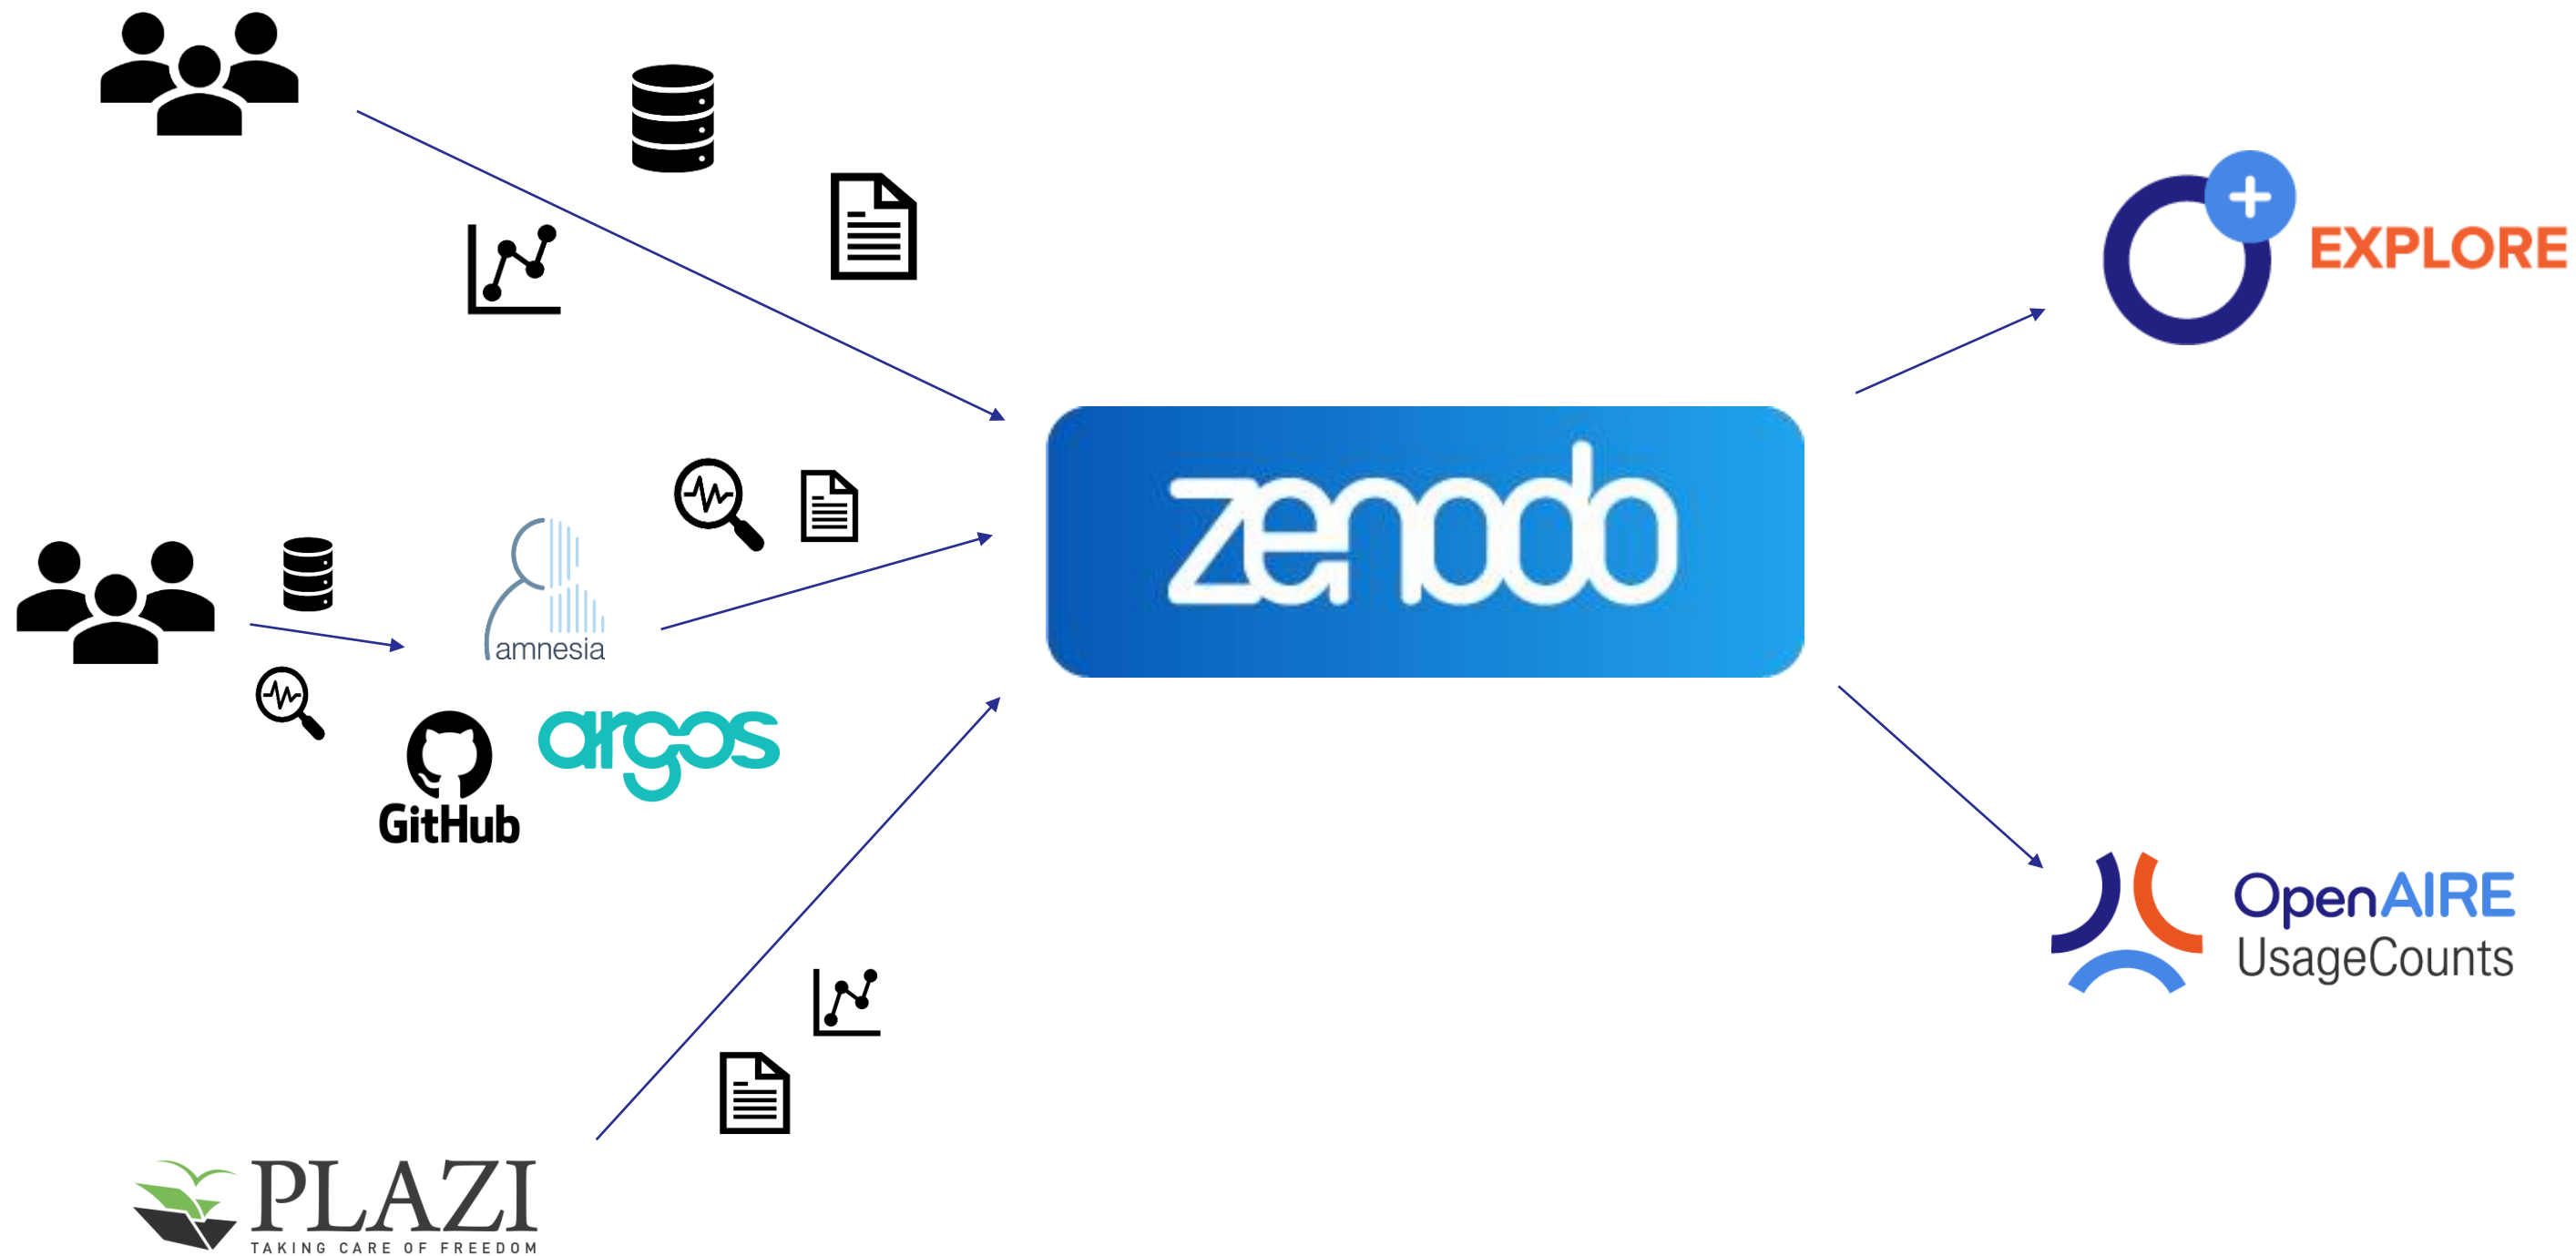 EXPLORE
zenodo
amnesia
argos
GitHub
OpenAIRE
UsageCounts
PLAZI
TAKING CARE OF FREEDOM